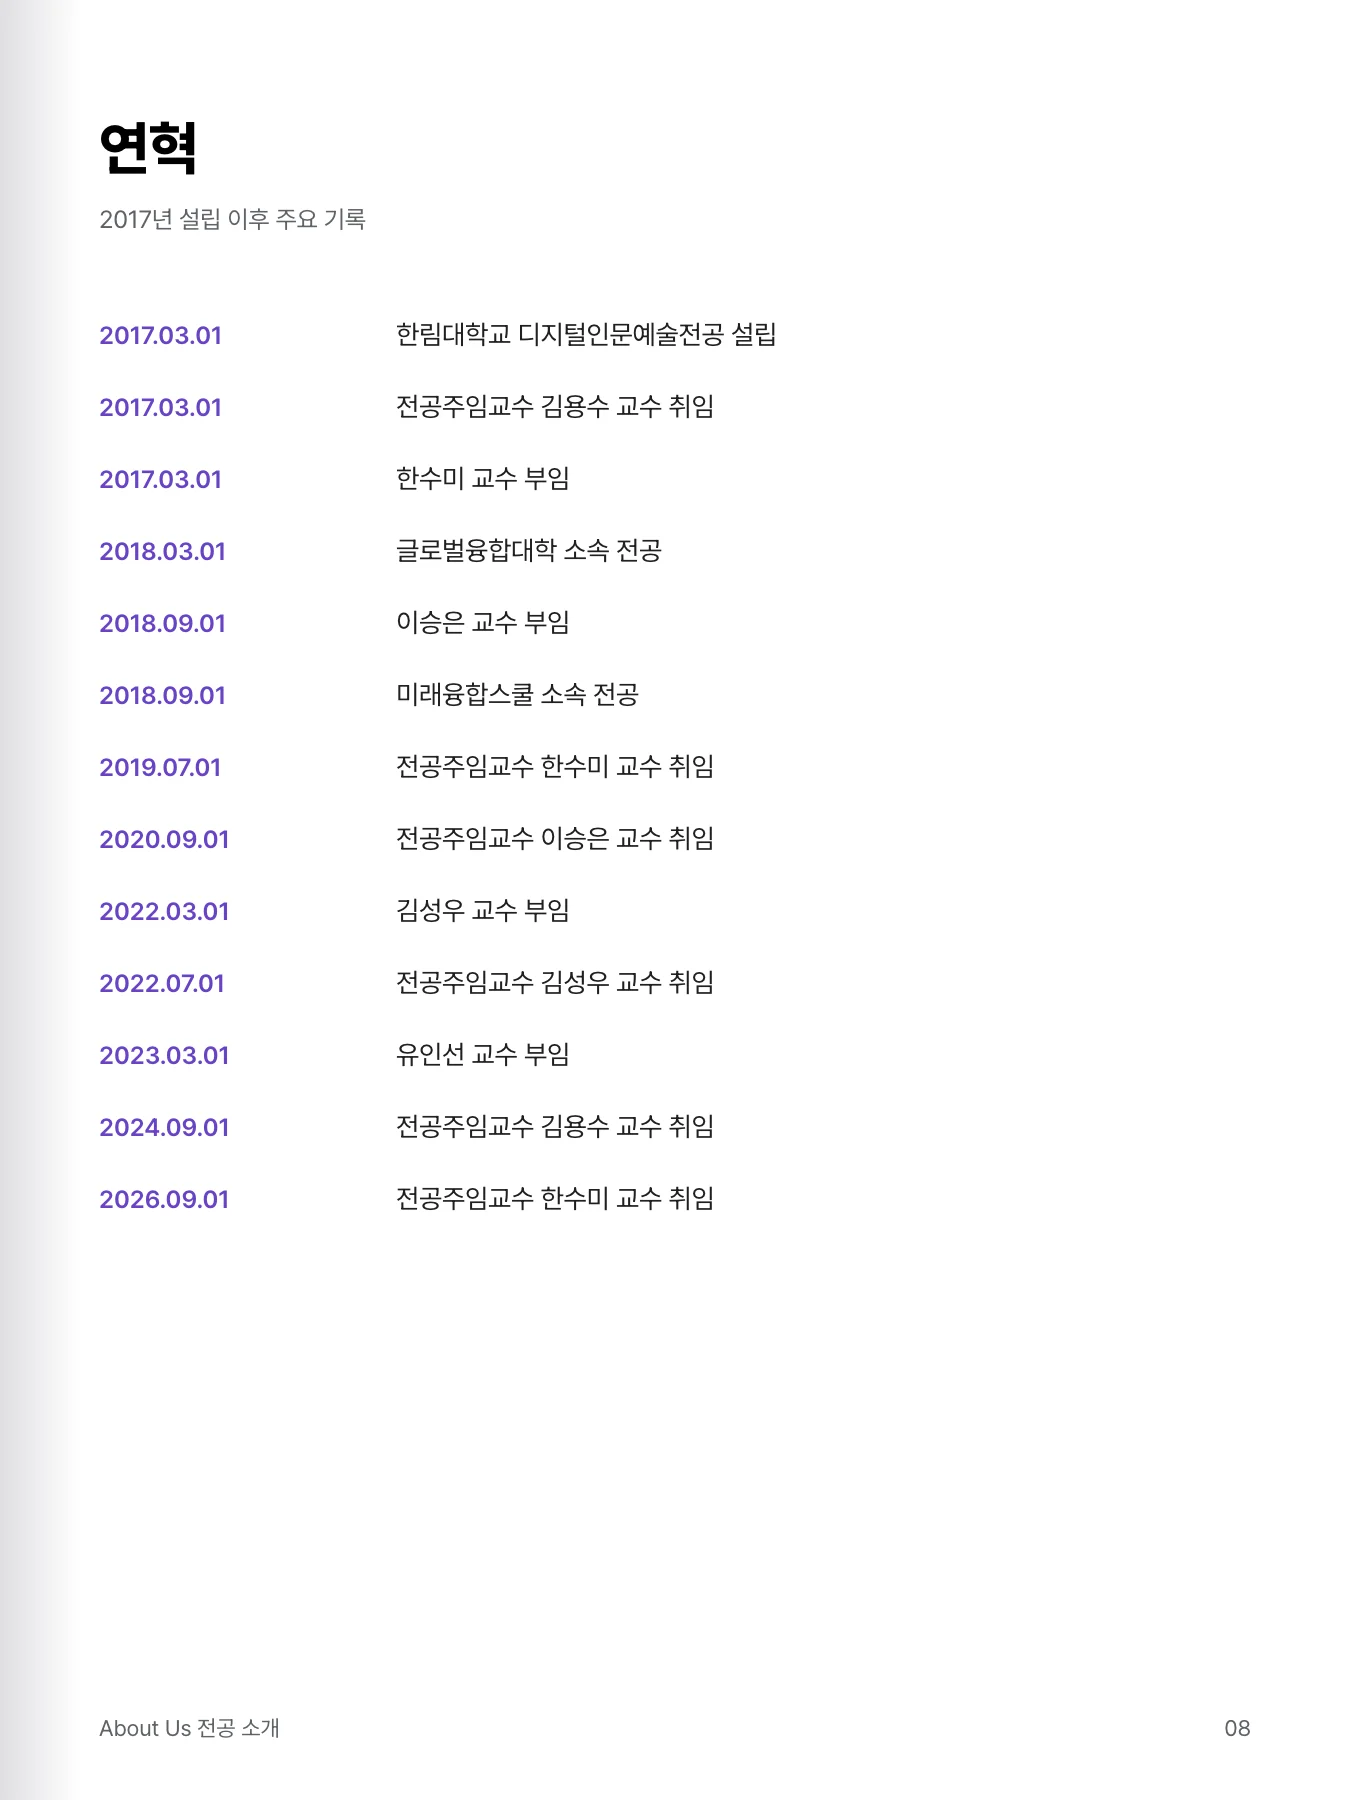 연혁
2017년 설립 이후 주요 기록
2017.03.01 한림대학교 디지털인문예술전공 설립
2017.03.01 전공주임교수 김용수 교수 취임
2017.03.01 한수미 교수 부임
2018.03.01 글로벌융합대학 소속 전공
2018.09.01 이승은 교수 부임
2018.09.01 미래융합스쿨 소속 전공
2019.07.01 전공주임교수 한수미 교수 취임
2020.09.01 전공주임교수 이승은 교수 취임
2022.03.01 김성우 교수 부임
2022.07.01 전공주임교수 김성우 교수 취임
2023.03.01 유인선 교수 부임
2024.09.01 전공주임교수 김용수 교수 취임
2026.09.01 전공주임교수 한수미 교수 취임
About Us 전공 소개 08